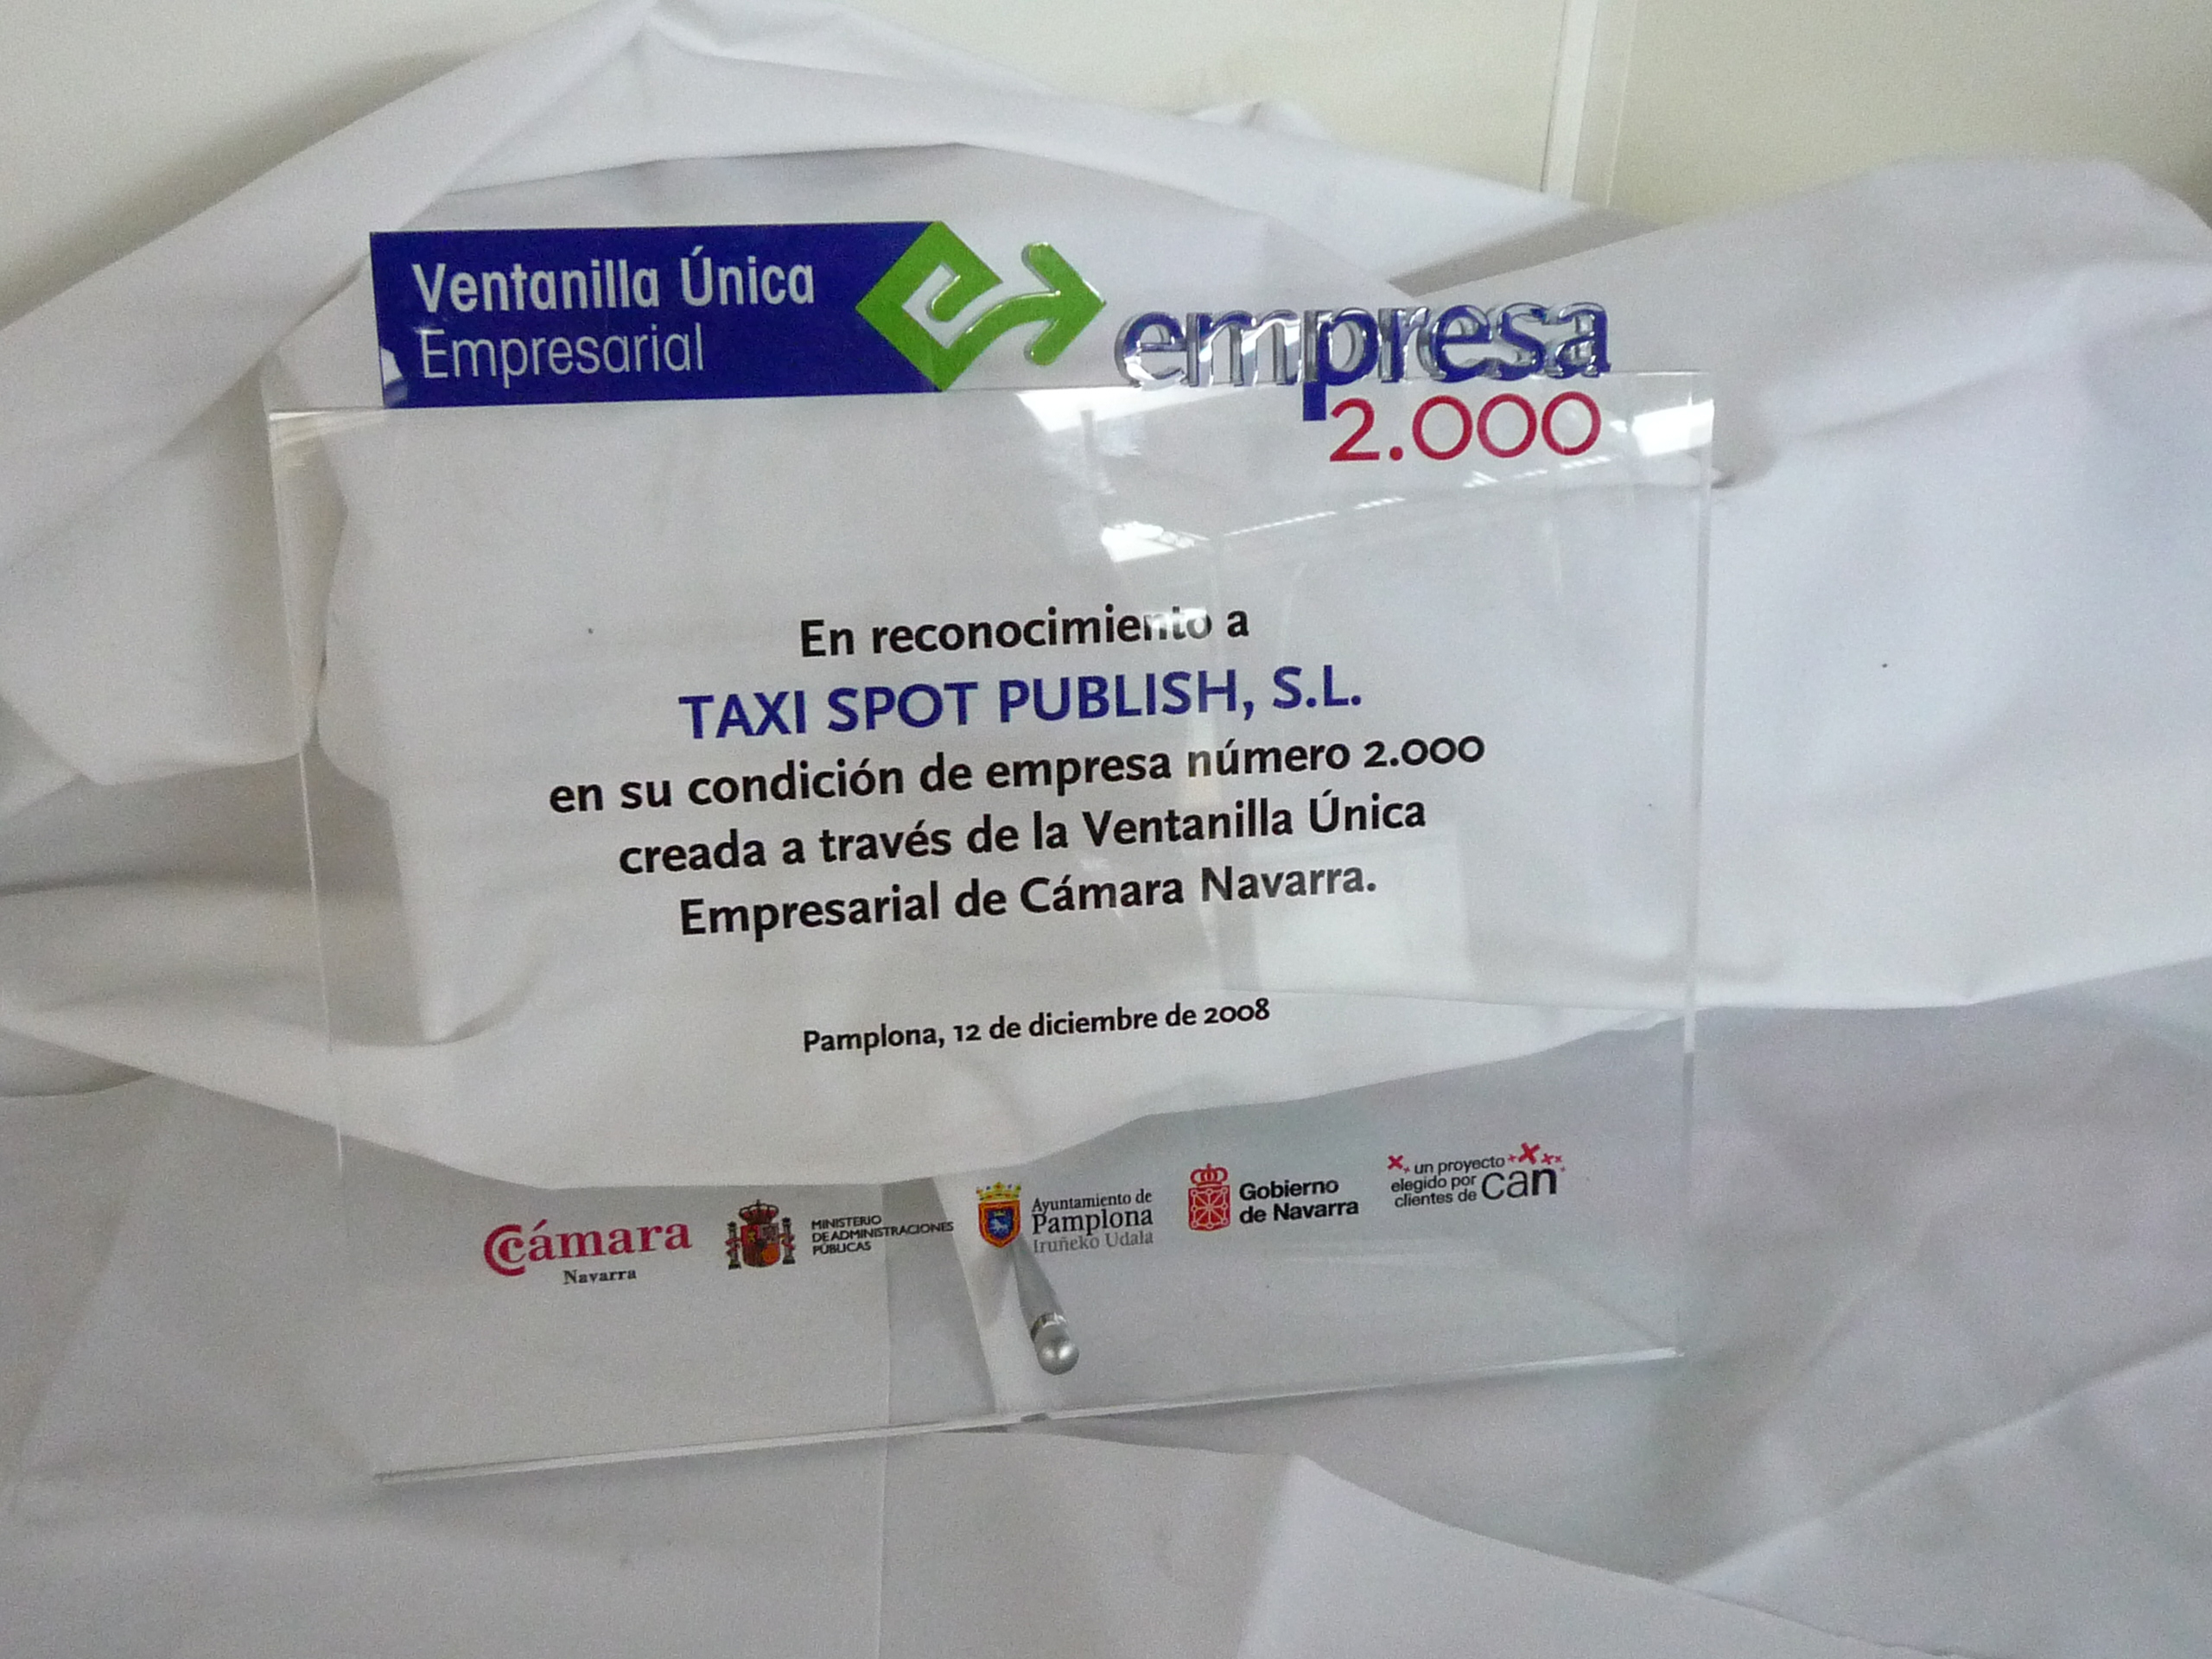 Ventanilla Única
Empresarial
empresa
2.000
En reconocimiento a
TAXI SPOT PUBLISH, S.L.
en su condición de empresa número 2.000
creada a través de la Ventanilla Única
Empresarial de Cámara Navarra.
Pamplona, 12 de diciembre de 2008
Cámara
Navarra
MINISTERIO
DE ADMINISTRACIONES
PÚBLICAS
Ayuntamiento de
Pamplona
Iruñeko Udala
Gobierno
de Navarra
un proyecto
elegido por
clientes de can